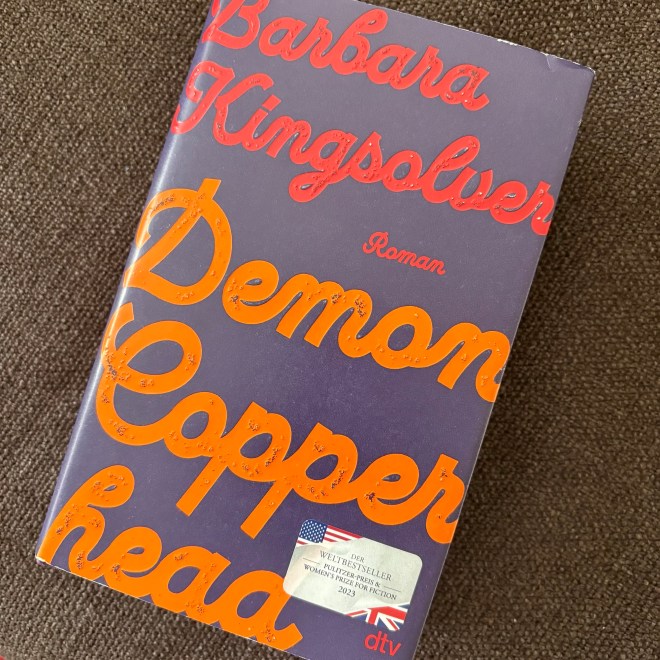 Barbara
Kingsolver
Roman
Demon
Copper
head
DER
WELTBESTSELLER
PULITZER-PREIS &
WOMEN'S PRIZE FOR FICTION
2023
dtv